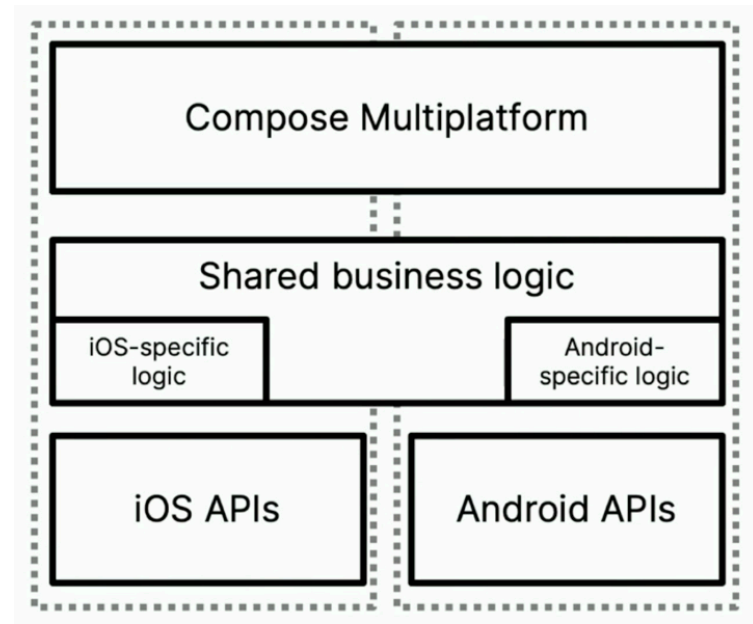 Compose Multiplatform
Shared business logic
iOS-specific
logic
Android-
specific logic
iOS APIs
Android APIs